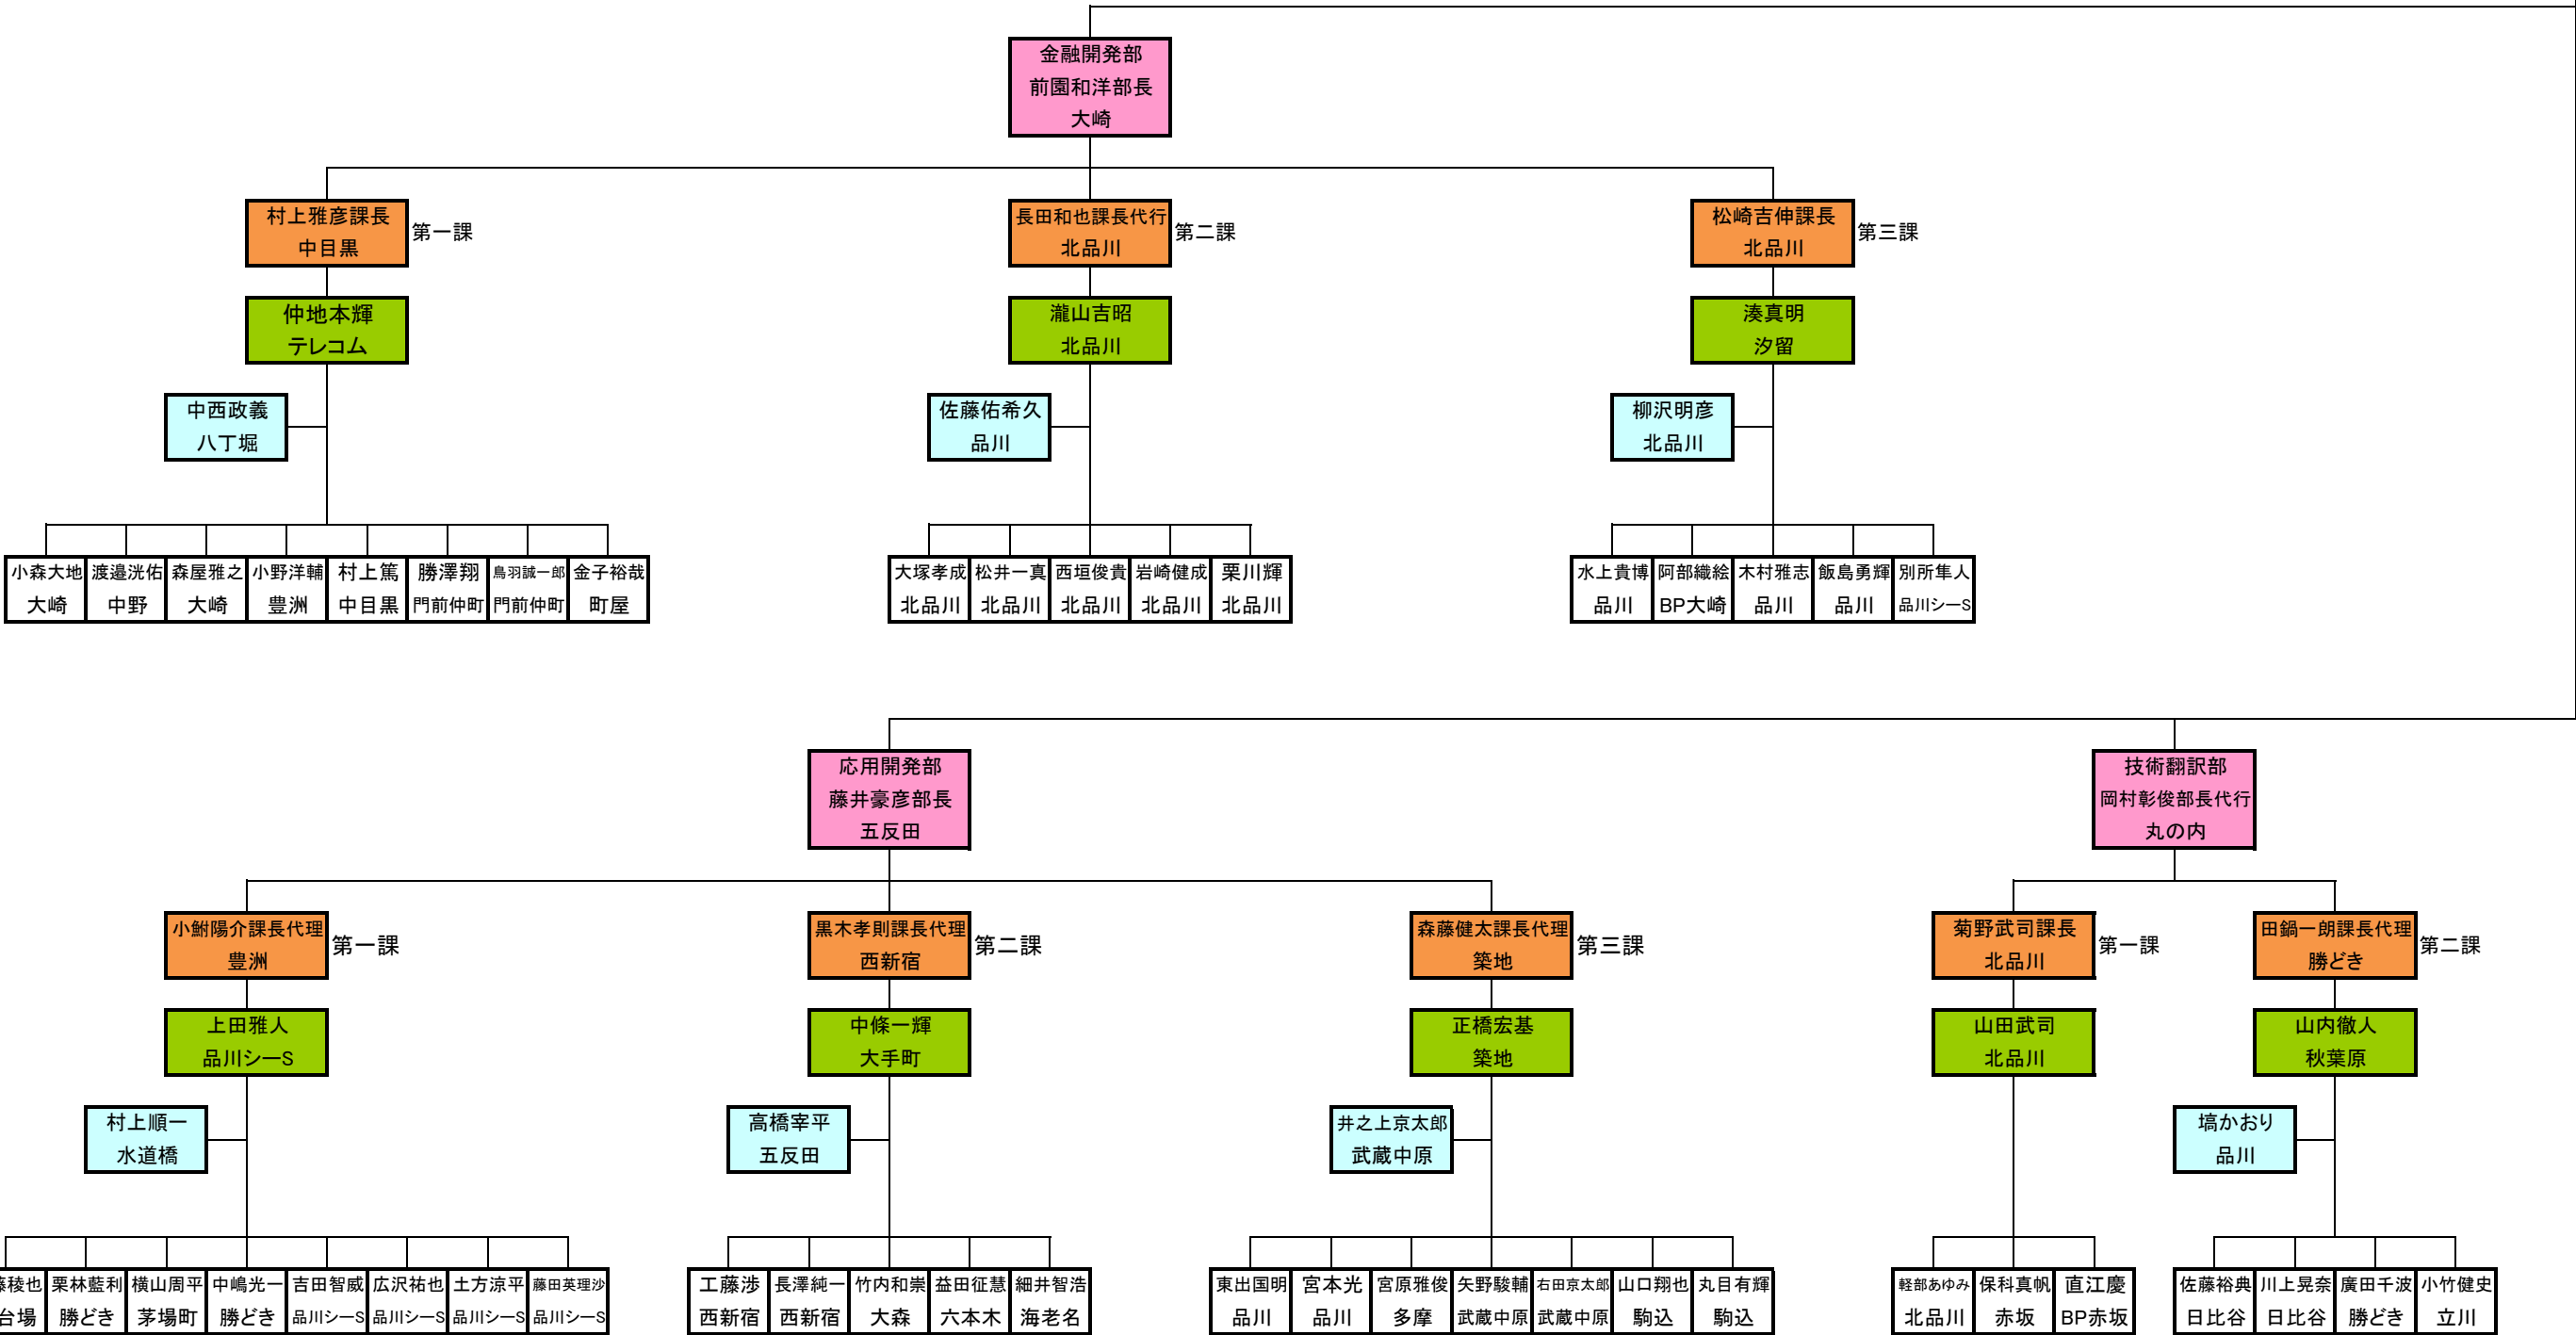 金融開発部
前園和洋部長
大崎
村上雅彦課長
中目黒
第一課
長田和也課長代行
北品川
第二課
松崎吉伸課長
北品川
第三課
仲地本輝
テレコム
瀧山吉昭
北品川
湊真明
汐留
中西政義
八丁堀
佐藤佑希久
品川
柳沢明彦
北品川
小森大地
大崎
渡邉洸佑
中野
森屋雅之
大崎
小野洋輔
豊洲
村上篤
中目黒
勝澤翔
門前仲町
鳥羽誠一郎
門前仲町
金子裕哉
町屋
大塚孝成
北品川
松井一真
北品川
西垣俊貴
北品川
岩崎健成
北品川
栗川輝
北品川
水上貴博
品川
阿部織絵
BP大崎
木村雅志
品川
飯島勇輝
品川
別所隼人
品川シーS
応用開発部
藤井豪彦部長
五反田
技術翻訳部
岡村彰俊部長代行
丸の内
小鮒陽介課長代理
豊洲
第一課
黒木孝則課長代理
西新宿
第二課
森藤健太課長代理
築地
第三課
菊野武司課長
北品川
第一課
田鍋一朗課長代理
勝どき
第二課
上田雅人
品川シーS
中條一輝
大手町
正橋宏基
築地
山田武司
北品川
山内徹人
秋葉原
村上順一
水道橋
高橋宰平
五反田
井之上京太郎
武蔵中原
塙かおり
品川
稜也
台場
栗林藍利
勝どき
横山周平
茅場町
中嶋光一
勝どき
吉田智威
品川シーS
広沢祐也
品川シーS
土方涼平
品川シーS
藤田英理沙
品川シーS
工藤渉
西新宿
長澤純一
西新宿
竹内和崇
大森
益田征慧
六本木
細井智浩
海老名
東出国明
品川
宮本光
品川
宮原雅俊
多摩
矢野駿輔
武蔵中原
右田京太郎
武蔵中原
山口翔也
駒込
丸目有輝
駒込
軽部あゆみ
北品川
保科真帆
赤坂
直江慶
BP赤坂
佐藤裕典
日比谷
川上晃奈
日比谷
廣田千波
勝どき
小竹健史
立川